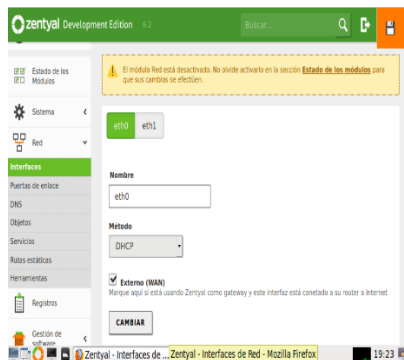 zentyal Development Edition 6.2
Buscar...
Estado de los
Módulos
Sistema
Red
Interfaces
Puertas de enlace
DNS
Objetos
Servicios
Rutas estáticas
Herramientas
Registros
Gestión de
software
El módulo Red está desactivado. No olvide activarlo en la sección Estado de los módulos para
que sus cambios se efectúen.
eth0 eth1
Nombre
eth0
Método
DHCP
Externo (WAN)
Marque aquí si está usando Zentyal como gateway y este interfaz está conetado a su router a Internet
CAMBIAR
Zentyal - Interfaces de ... Zentyal - Interfaces de Red - Mozilla Firefox 19:23